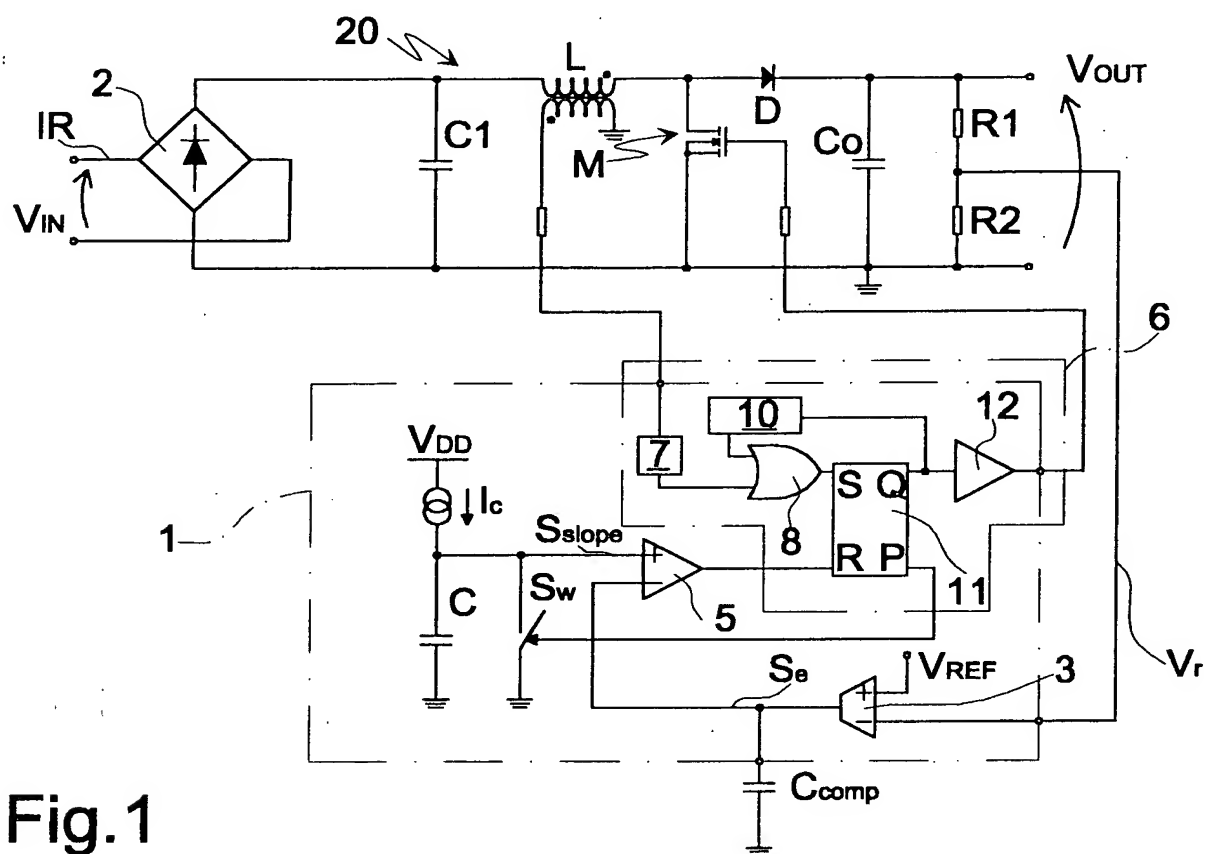 20
L
VOUT
2
IR
C1
D
R1
M
Co
VIN
R2
6
10
12
VDD
7
S Q
1
Ic
8
Sslope
+
R P
11
C
Sw
−
5
Vr
Se
VREF
+
3
−
Ccomp
Fig.1